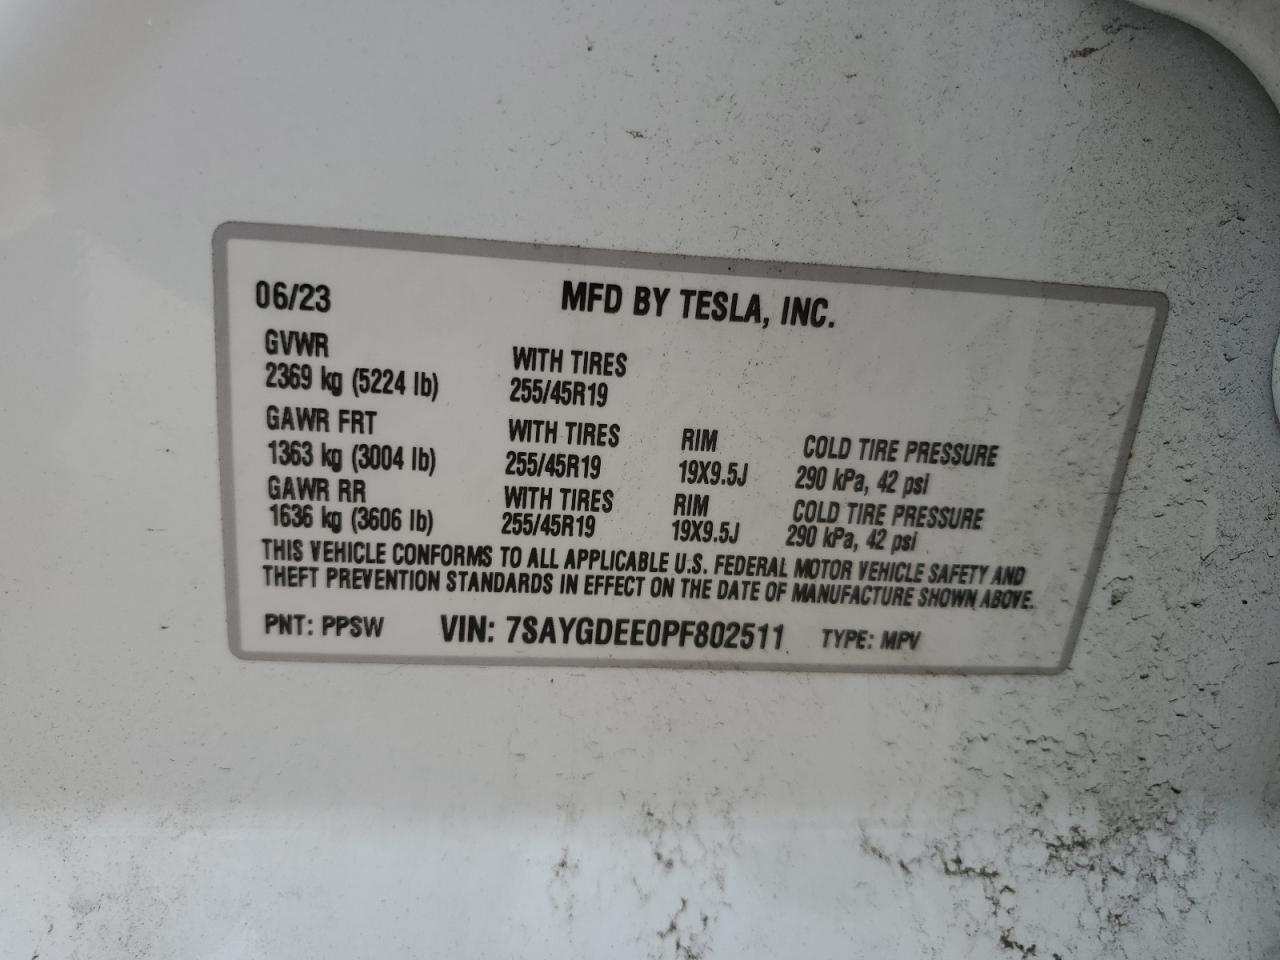 06/23 MFD BY TESLA, INC.
GVWR WITH TIRES
2369 kg (5224 lb) 255/45R19
GAWR FRT WITH TIRES RIM COLD TIRE PRESSURE
1363 kg (3004 lb) 255/45R19 19X9.5J 290 kPa, 42 psi
GAWR RR WITH TIRES RIM COLD TIRE PRESSURE
1636 kg (3606 lb) 255/45R19 19X9.5J 290 kPa, 42 psi
THIS VEHICLE CONFORMS TO ALL APPLICABLE U.S. FEDERAL MOTOR VEHICLE SAFETY AND
THEFT PREVENTION STANDARDS IN EFFECT ON THE DATE OF MANUFACTURE SHOWN ABOVE.
PNT: PPSW VIN: 7SAYGDEE0PF802511 TYPE: MPV